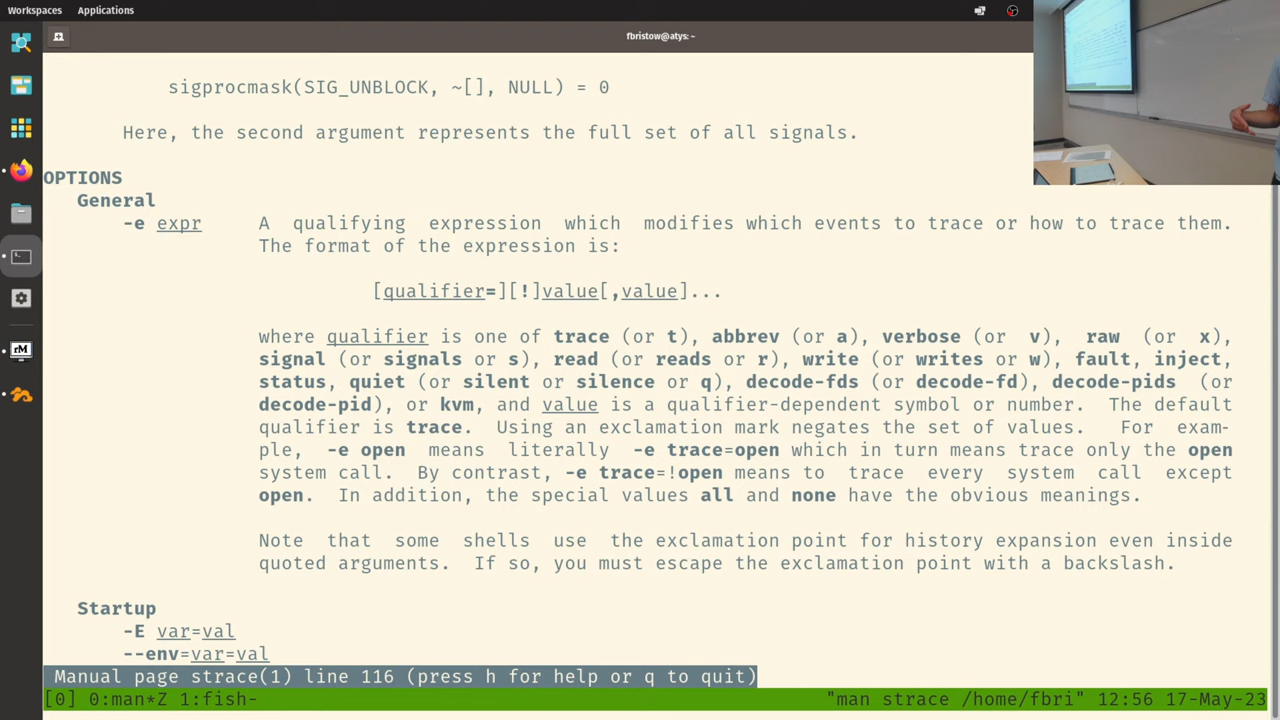 Workspaces Applications
fbristow@atys: ~
sigprocmask(SIG_UNBLOCK, ~[], NULL) = 0
Here, the second argument represents the full set of all signals.
OPTIONS
General
-e expr A qualifying expression which modifies which events to trace or how to trace them.
The format of the expression is:
[qualifier=][!]value[,value]...
where qualifier is one of trace (or t), abbrev (or a), verbose (or v), raw (or x),
signal (or signals or s), read (or reads or r), write (or writes or w), fault, inject,
status, quiet (or silent or silence or q), decode-fds (or decode-fd), decode-pids (or
decode-pid), or kvm, and value is a qualifier-dependent symbol or number. The default
qualifier is trace. Using an exclamation mark negates the set of values. For exam-
ple, -e open means literally -e trace=open which in turn means trace only the open
system call. By contrast, -e trace=!open means to trace every system call except
open. In addition, the special values all and none have the obvious meanings.
Note that some shells use the exclamation point for history expansion even inside
quoted arguments. If so, you must escape the exclamation point with a backslash.
Startup
-E var=val
--env=var=val
Manual page strace(1) line 116 (press h for help or q to quit)
[0] 0:man*Z 1:fish- "man strace /home/fbri" 12:56 17-May-23
rM